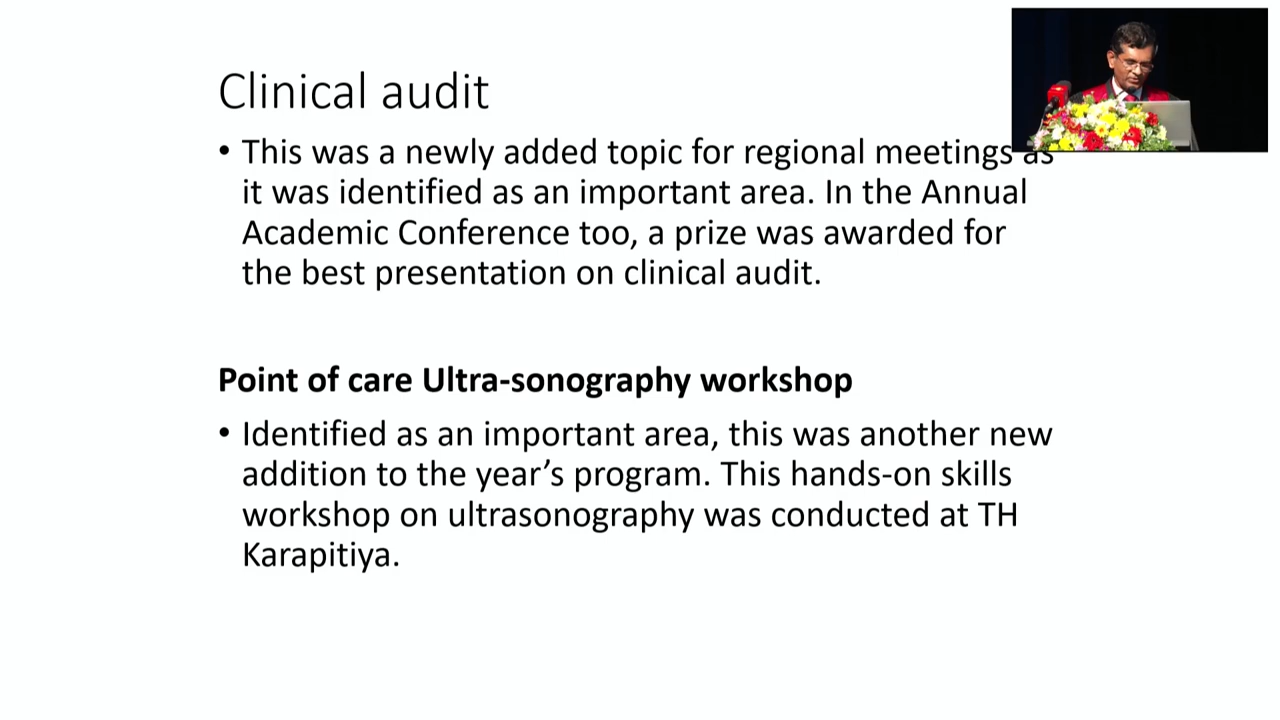 Clinical audit
• This was a newly added topic for regional meetings as
it was identified as an important area. In the Annual
Academic Conference too, a prize was awarded for
the best presentation on clinical audit.
Point of care Ultra-sonography workshop
• Identified as an important area, this was another new
addition to the year’s program. This hands-on skills
workshop on ultrasonography was conducted at TH
Karapitiya.